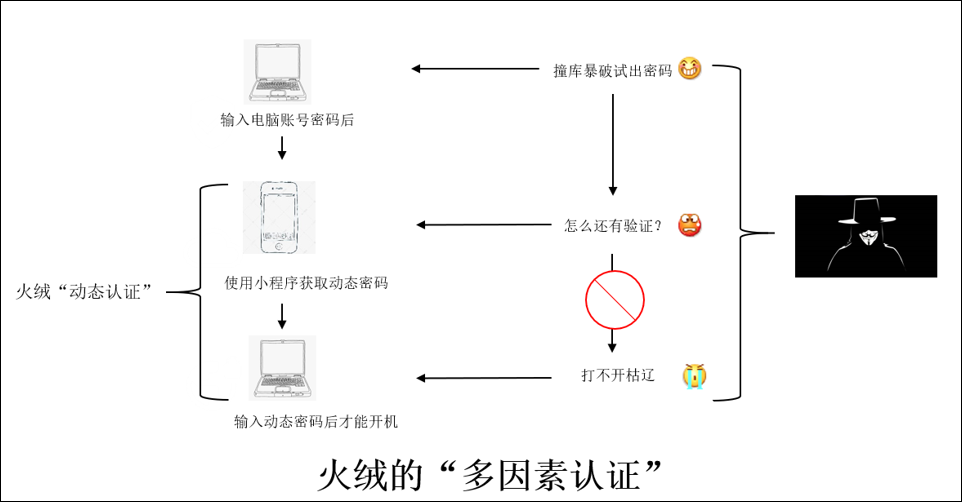 撞库暴破试出密码
输入电脑账号密码后
怎么还有验证?
使用小程序获取动态密码
火绒“动态认证”
打不开枯辽
输入动态密码后才能开机
火绒的“多因素认证”